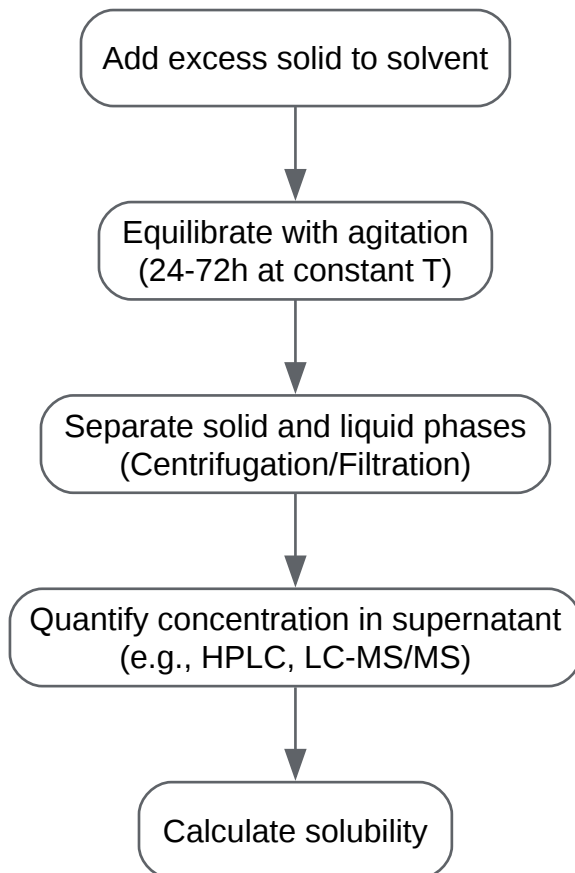 Add excess solid to solvent
Equilibrate with agitation
(24-72h at constant T)
Separate solid and liquid phases
(Centrifugation/Filtration)
Quantify concentration in supernatant
(e.g., HPLC, LC-MS/MS)
Calculate solubility